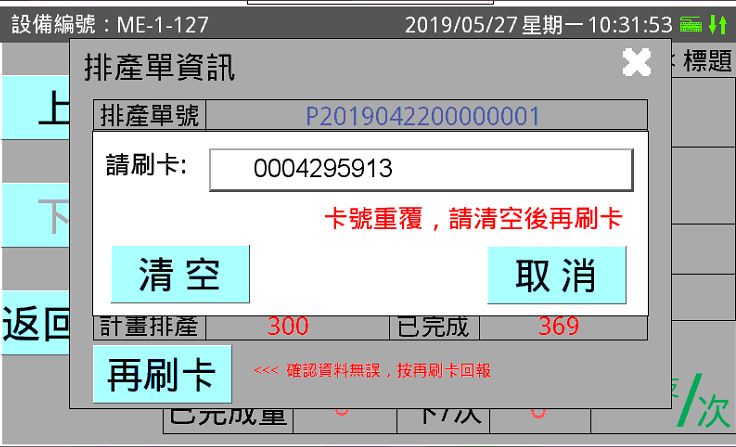 設備編號：ME-1-127 2019/05/27 星期一 10:31:53
排產單資訊
標題
排產單號 P2019042200000001
上
請刷卡: 0004295913
卡號重覆，請清空後再刷卡
下
清空 取消
返回
計畫排產 300 已完成 369
再刷卡 <<< 確認資料無誤，按再刷卡回報
已完成量 下/次 /次